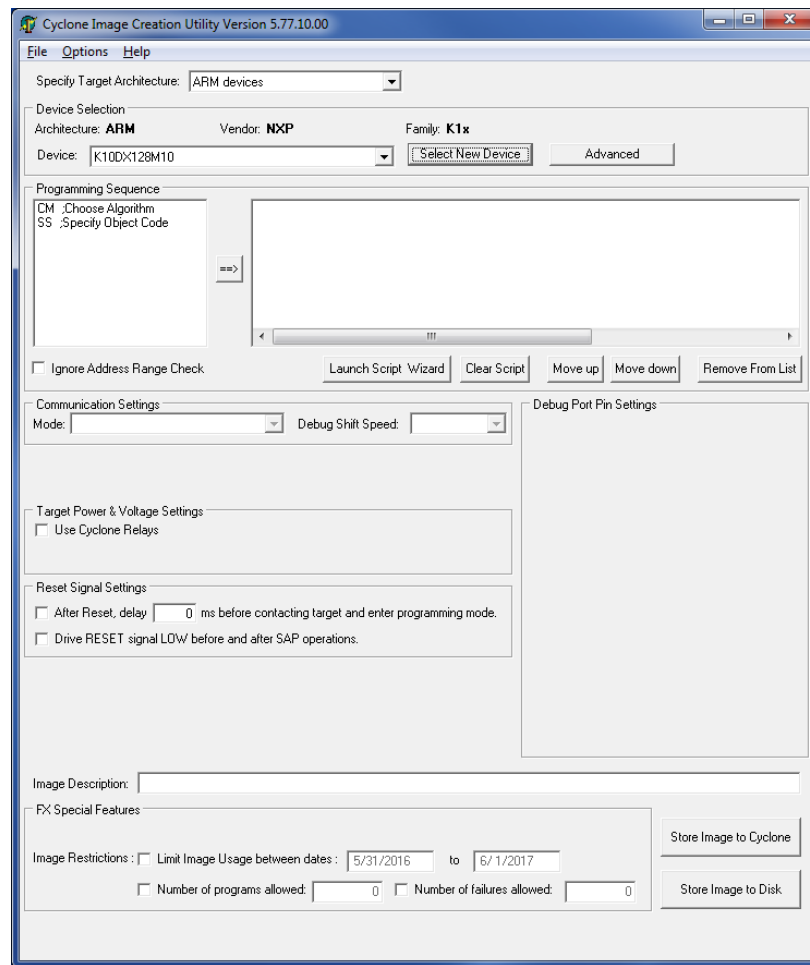 Cyclone Image Creation Utility Version 5.77.10.00
File Options Help
Specify Target Architecture: ARM devices
Device Selection
Architecture: ARM Vendor: NXP Family: K1x
Device: K10DX128M10 Select New Device Advanced
Programming Sequence
CM ;Choose Algorithm
SS ;Specify Object Code
==>
Ignore Address Range Check Launch Script Wizard Clear Script Move up Move down Remove From List
Communication Settings Debug Port Pin Settings
Mode: Debug Shift Speed:
Target Power & Voltage Settings
Use Cyclone Relays
Reset Signal Settings
After Reset, delay 0 ms before contacting target and enter programming mode.
Drive RESET signal LOW before and after SAP operations.
Image Description:
FX Special Features
Store Image to Cyclone
Image Restrictions : Limit Image Usage between dates : 5/31/2016 to 6/ 1/2017
Number of programs allowed: 0 Number of failures allowed: 0 Store Image to Disk